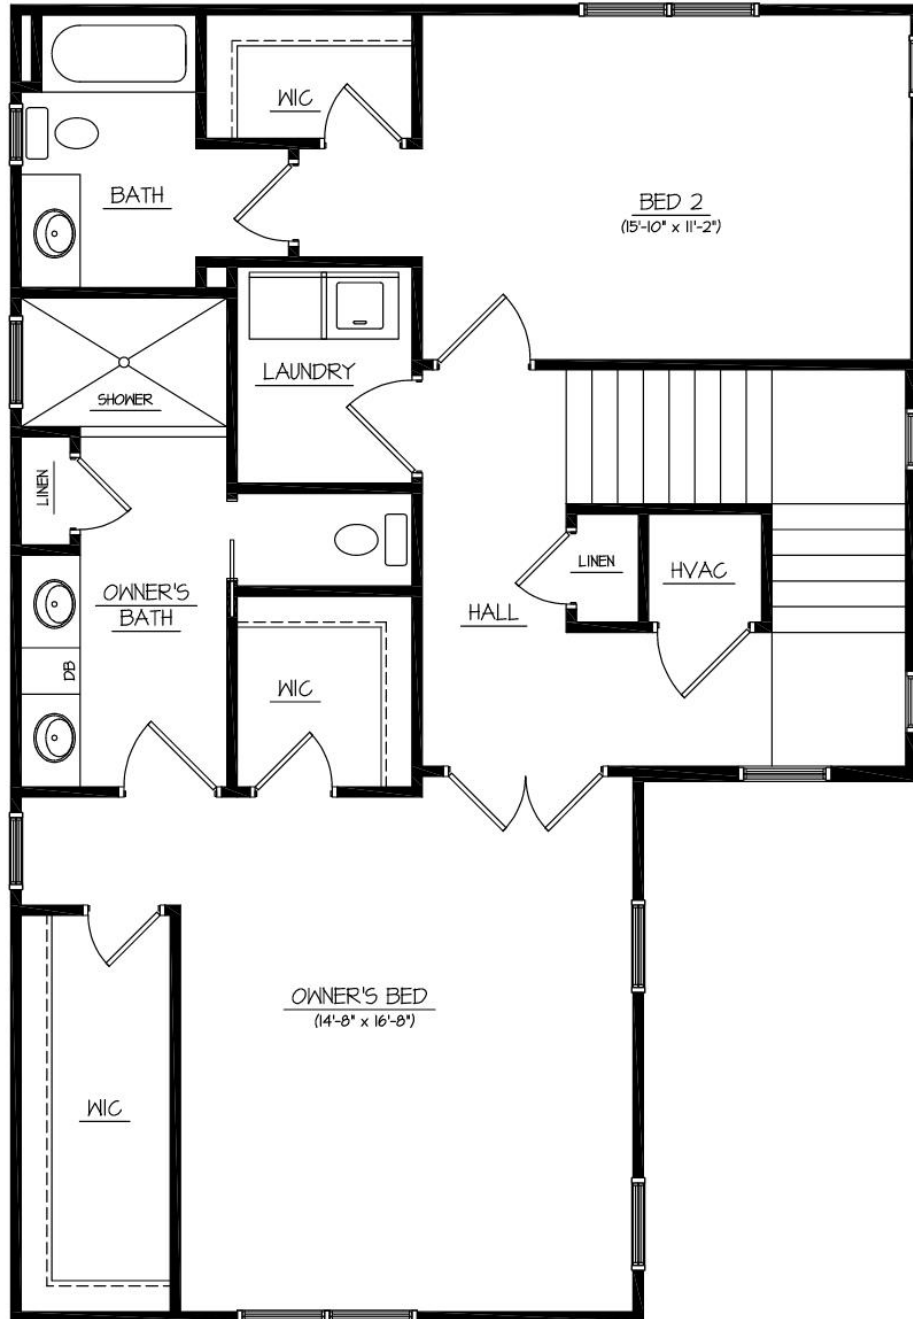 WIC
BATH
BED 2
(15'-10" x 11'-2")
LAUNDRY
SHOWER
LINEN
OWNER'S
BATH
LINEN
HVAC
HALL
DB
WIC
OWNER'S BED
(14'-8" x 16'-8")
WIC